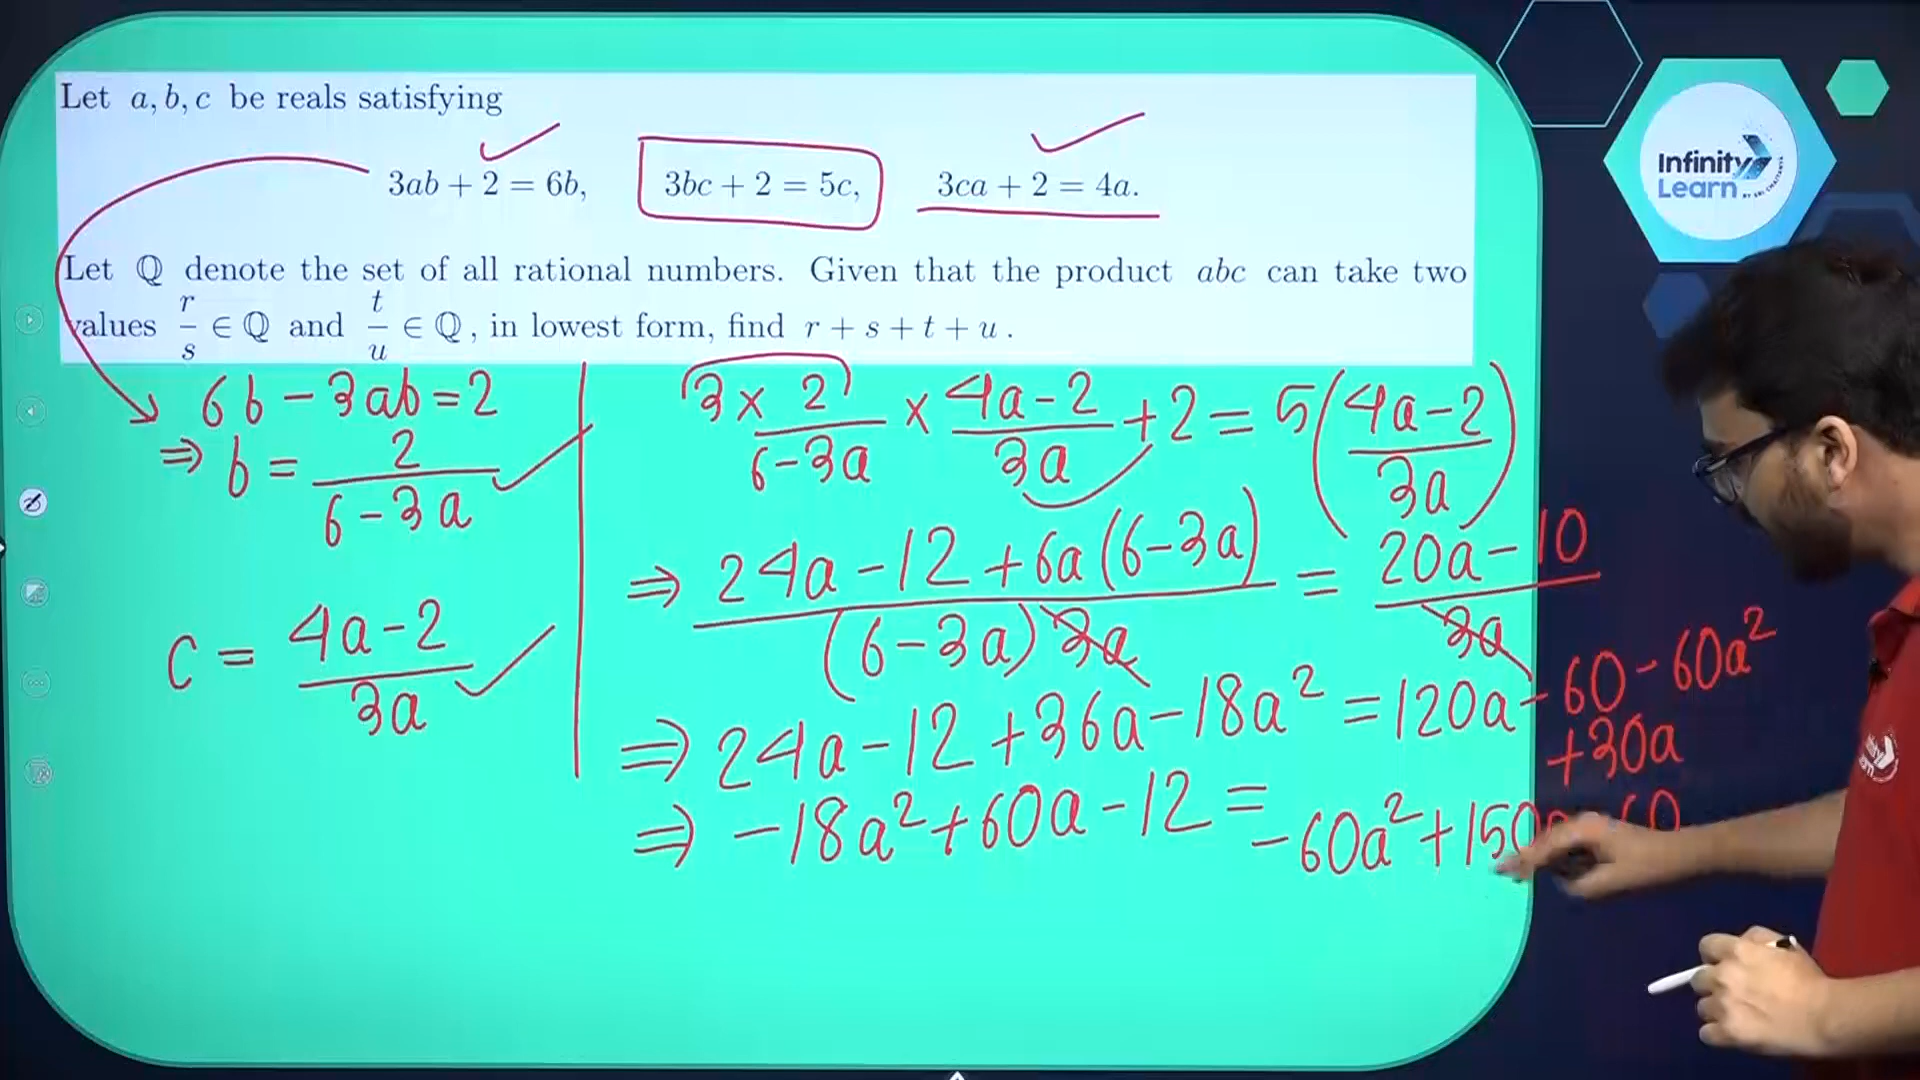 Let a, b, c be reals satisfying
3ab + 2 = 6b, 3bc + 2 = 5c, 3ca + 2 = 4a.
Let ℚ denote the set of all rational numbers. Given that the product abc can take two
values r/s ∈ ℚ and t/u ∈ ℚ, in lowest form, find r + s + t + u.
Infinity
Learn
6b - 3ab = 2
⇒ b = 2/(6-3a)
c = (4a-2)/3a
3 × 2/(6-3a) × (4a-2)/3a + 2 = 5((4a-2)/3a)
⇒ (24a-12+6a(6-3a))/((6-3a)3a) = (20a-10)/3a
⇒ 24a-12+36a-18a² = 120a-60-60a²
+30a
⇒ -18a²+60a-12 = -60a²+150